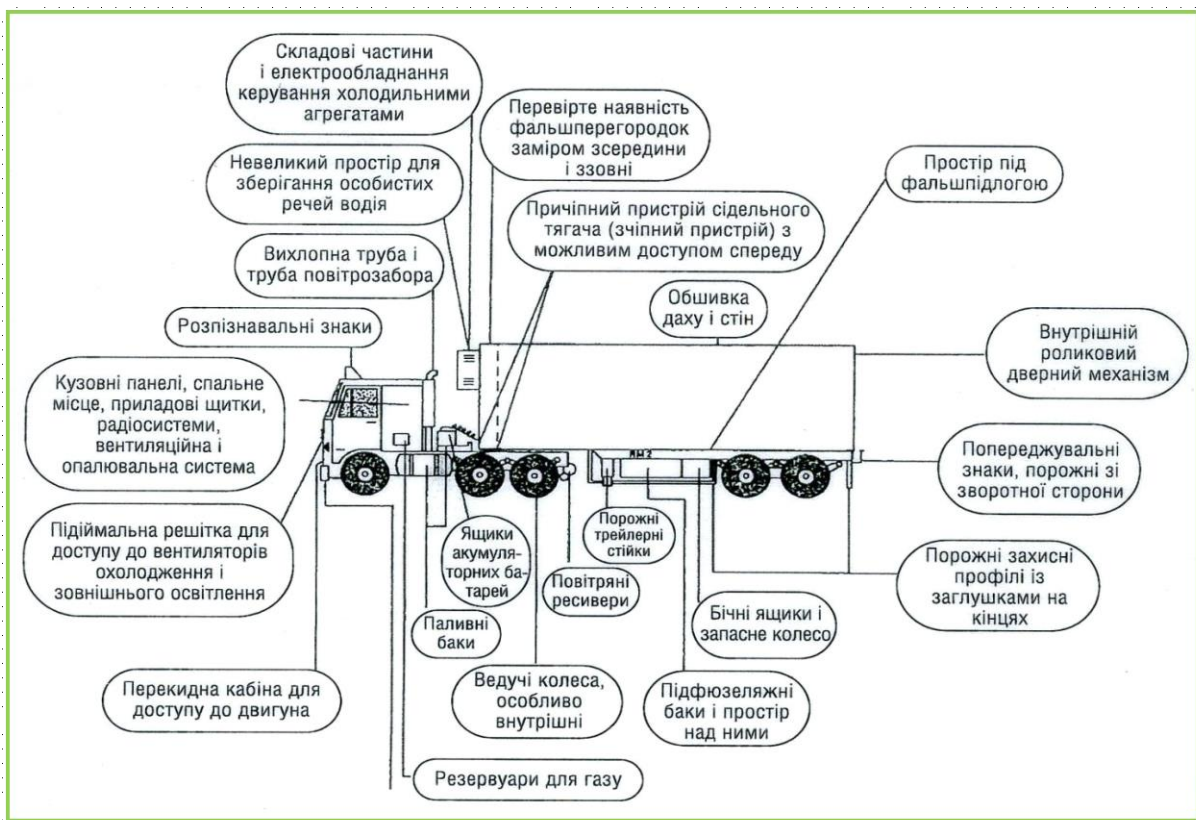 Складові частини
і електрообладнання
керування холодильними
агрегатами
Перевірте наявність
фальшперегородок
заміром зсередини
і ззовні
Невеликий простір для
зберігання особистих
речей водія
Простір під
фальшпідлогою
Причіпний пристрій сідельного
тягача (зчіпний пристрій) з
можливим доступом спереду
Вихлопна труба і
труба повітрозабора
Обшивка
даху і стін
Розпізнавальні знаки
Внутрішній
роликовий
дверний механізм
Кузовні панелі, спальне
місце, приладові щитки,
радіосистеми,
вентиляційна і
опалювальна система
Попереджувальні
знаки, порожні зі
зворотної сторони
Підіймальна решітка для
доступу до вентиляторів
охолодження і
зовнішнього освітлення
Ящики
акумуля-
торних ба-
тарей
Порожні
трейлерні
стійки
Повітряні
ресивери
Порожні захисні
профілі із
заглушками на
кінцях
Паливні
баки
Бічні ящики і
запасне колесо
Перекидна кабіна для
доступу до двигуна
Ведучі колеса,
особливо
внутрішні
Підфюзеляжні
баки і простір
над ними
Резервуари для газу